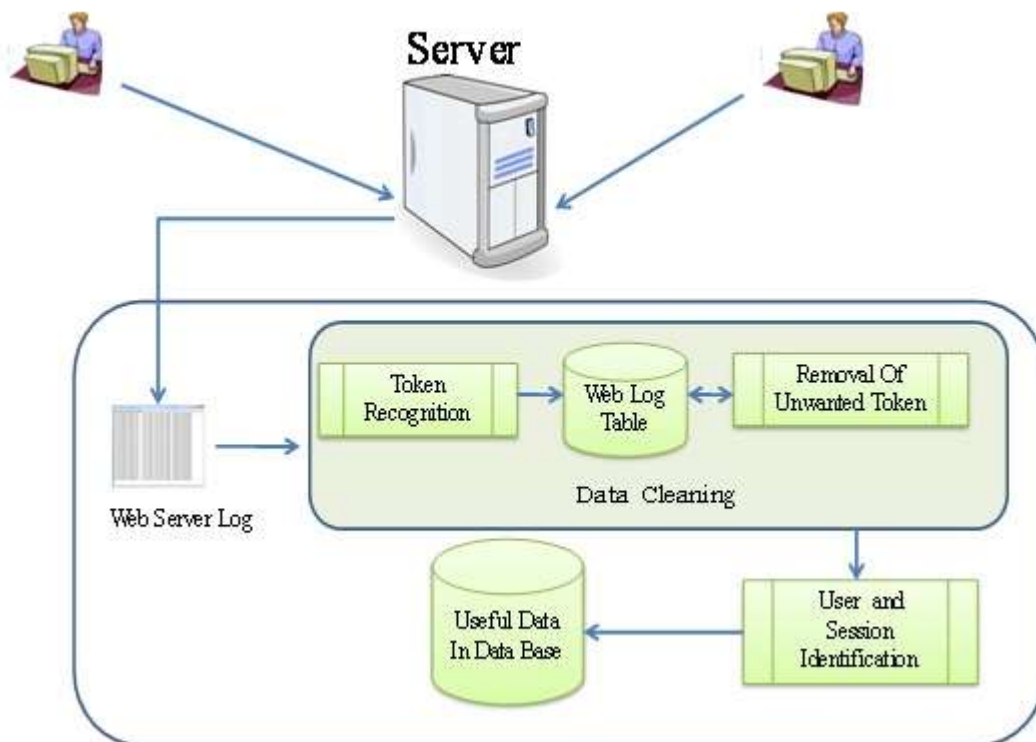 Server
Token
Recognition
Web Log
Table
Removal Of
Unwanted Token
Data Cleaning
Web Server Log
Useful Data
In Data Base
User and
Session
Identification